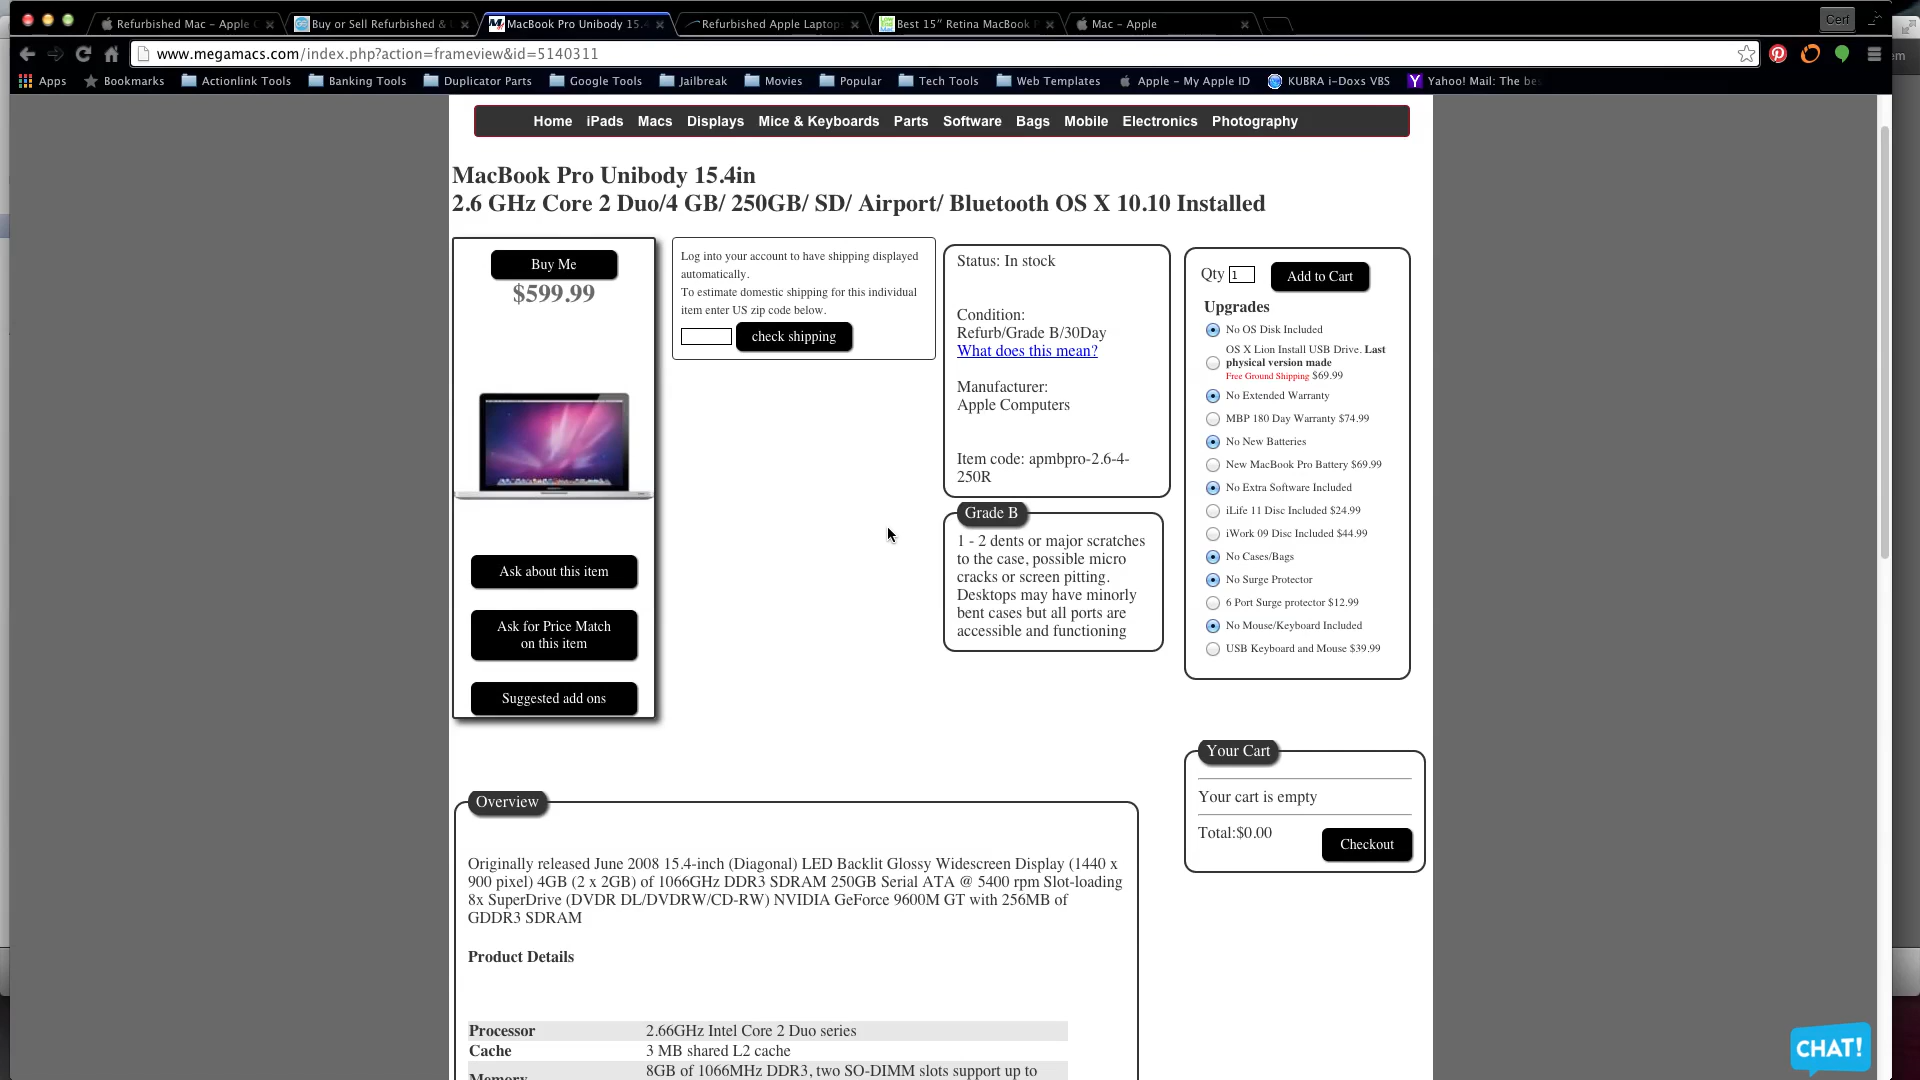 Refurbished Mac - Apple
Buy or Sell Refurbished &
MacBook Pro Unibody 15.4
Refurbished Apple Laptop
Best 15" Retina MacBook
Mac - Apple
Cerf
www.megamacs.com/index.php?action=frameview&id=5140311
Apps
Bookmarks
Actionlink Tools
Banking Tools
Duplicator Parts
Google Tools
Jailbreak
Movies
Popular
Tech Tools
Web Templates
Apple - My Apple ID
KUBRA i-Doxs VBS
Yahoo! Mail: The be
Home iPads Macs Displays Mice & Keyboards Parts Software Bags Mobile Electronics Photography
MacBook Pro Unibody 15.4in
2.6 GHz Core 2 Duo/4 GB/ 250GB/ SD/ Airport/ Bluetooth OS X 10.10 Installed
Buy Me
$599.99
Ask about this item
Ask for Price Match
on this item
Suggested add ons
Log into your account to have shipping displayed
automatically.
To estimate domestic shipping for this individual
item enter US zip code below.
check shipping
Status: In stock
Condition:
Refurb/Grade B/30Day
What does this mean?
Manufacturer:
Apple Computers
Item code: apmbpro-2.6-4-
250R
Grade B
1 - 2 dents or major scratches
to the case, possible micro
cracks or screen pitting.
Desktops may have minorly
bent cases but all ports are
accessible and functioning
Qty 1 Add to Cart
Upgrades
No OS Disk Included
OS X Lion Install USB Drive. Last
physical version made
Free Ground Shipping $69.99
No Extended Warranty
MBP 180 Day Warranty $74.99
No New Batteries
New MacBook Pro Battery $69.99
No Extra Software Included
iLife 11 Disc Included $24.99
iWork 09 Disc Included $44.99
No Cases/Bags
No Surge Protector
6 Port Surge protector $12.99
No Mouse/Keyboard Included
USB Keyboard and Mouse $39.99
Your Cart
Your cart is empty
Total:$0.00
Checkout
Overview
Originally released June 2008 15.4-inch (Diagonal) LED Backlit Glossy Widescreen Display (1440 x
900 pixel) 4GB (2 x 2GB) of 1066GHz DDR3 SDRAM 250GB Serial ATA @ 5400 rpm Slot-loading
8x SuperDrive (DVDR DL/DVDRW/CD-RW) NVIDIA GeForce 9600M GT with 256MB of
GDDR3 SDRAM
Product Details
Processor 2.66GHz Intel Core 2 Duo series
Cache 3 MB shared L2 cache
Memory 8GB of 1066MHz DDR3, two SO-DIMM slots support up to
CHAT!